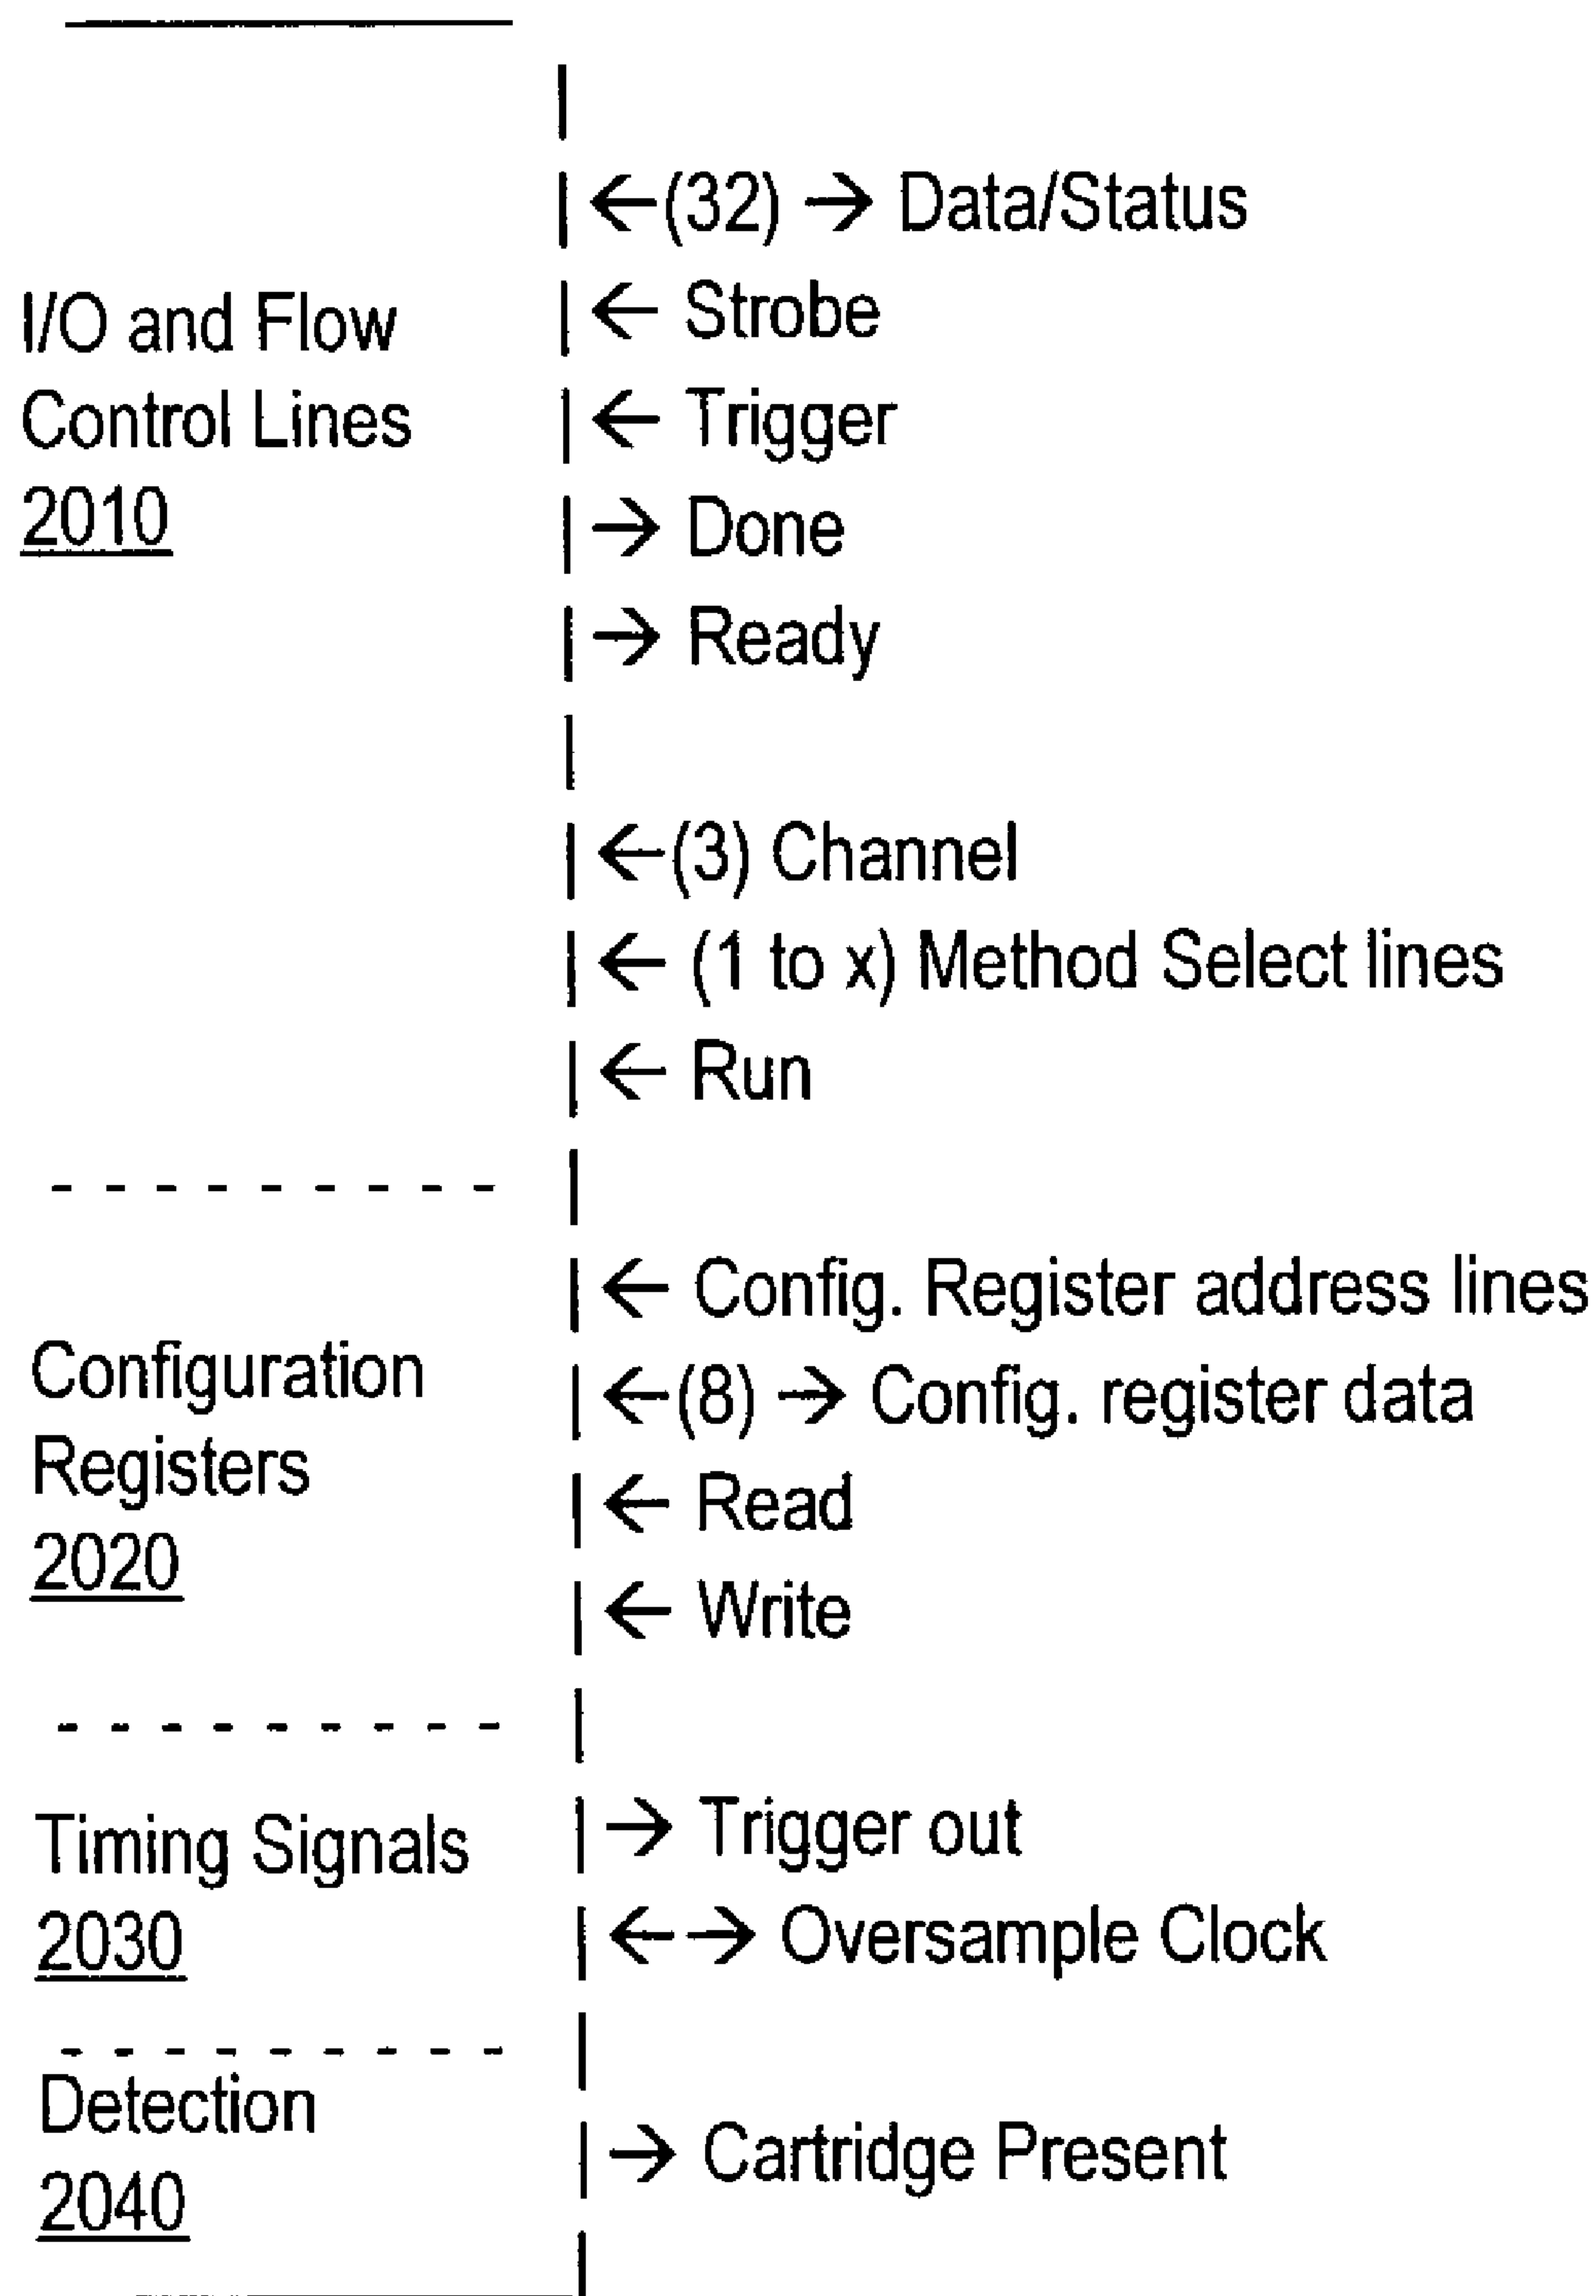 ←(32) → Data/Status
I/O and Flow
Control Lines
2010
← Strobe
← Trigger
→ Done
→ Ready
←(3) Channel
← (1 to x) Method Select lines
← Run
Configuration
Registers
2020
← Config. Register address lines
←(8) → Config. register data
← Read
← Write
Timing Signals
2030
→ Trigger out
←→ Oversample Clock
Detection
2040
→ Cartridge Present